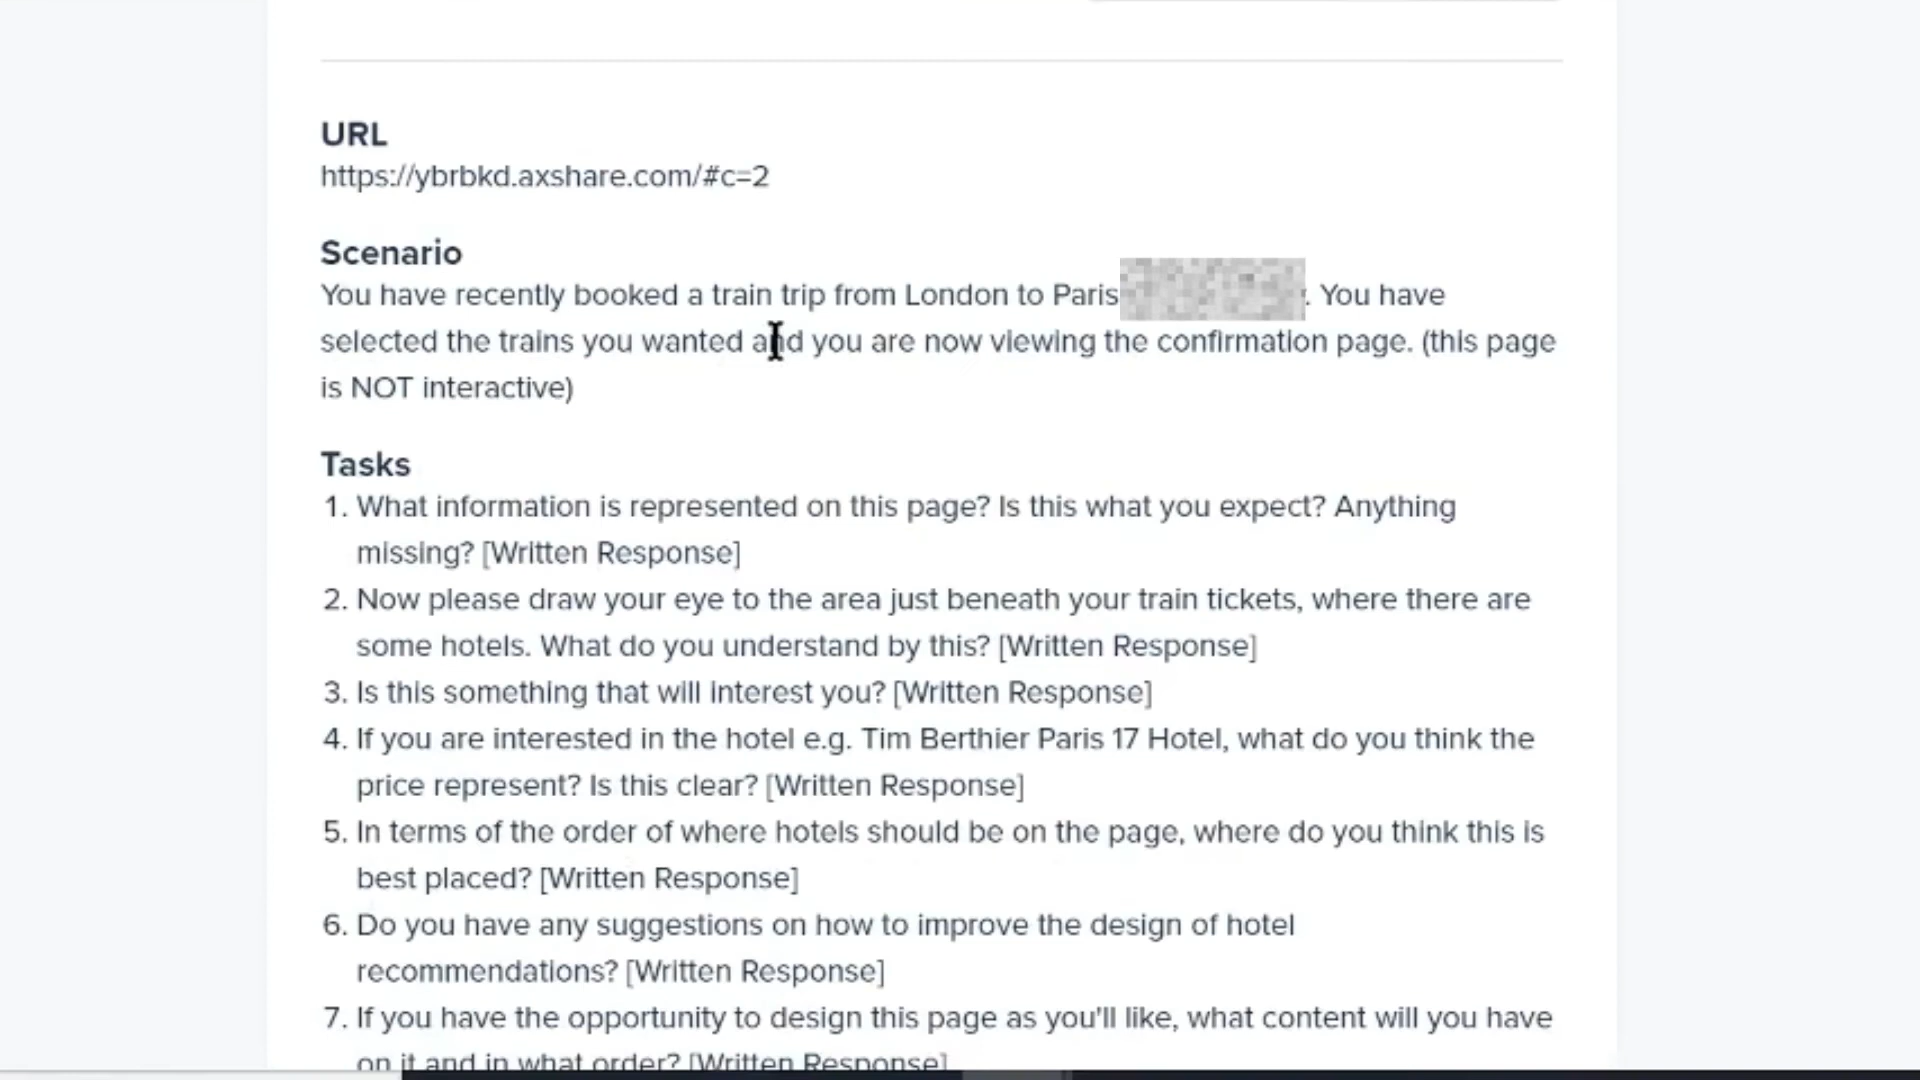 URL
https://ybrbkd.axshare.com/#c=2
Scenario
You have recently booked a train trip from London to Paris . You have
selected the trains you wanted and you are now viewing the confirmation page. (this page
is NOT interactive)
Tasks
1. What information is represented on this page? Is this what you expect? Anything
missing? [Written Response]
2. Now please draw your eye to the area just beneath your train tickets, where there are
some hotels. What do you understand by this? [Written Response]
3. Is this something that will interest you? [Written Response]
4. If you are interested in the hotel e.g. Tim Berthier Paris 17 Hotel, what do you think the
price represent? Is this clear? [Written Response]
5. In terms of the order of where hotels should be on the page, where do you think this is
best placed? [Written Response]
6. Do you have any suggestions on how to improve the design of hotel
recommendations? [Written Response]
7. If you have the opportunity to design this page as you'll like, what content will you have
on it and in what order? [Written Response]